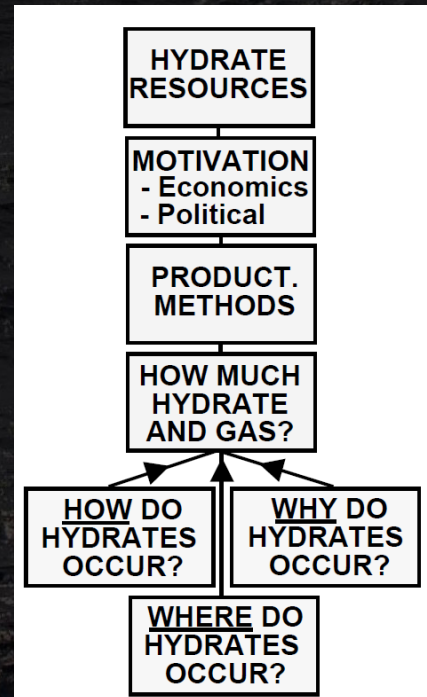 HYDRATE
RESOURCES
MOTIVATION
- Economics
- Political
PRODUCT.
METHODS
HOW MUCH
HYDRATE
AND GAS?
HOW DO
HYDRATES
OCCUR?
WHY DO
HYDRATES
OCCUR?
WHERE DO
HYDRATES
OCCUR?